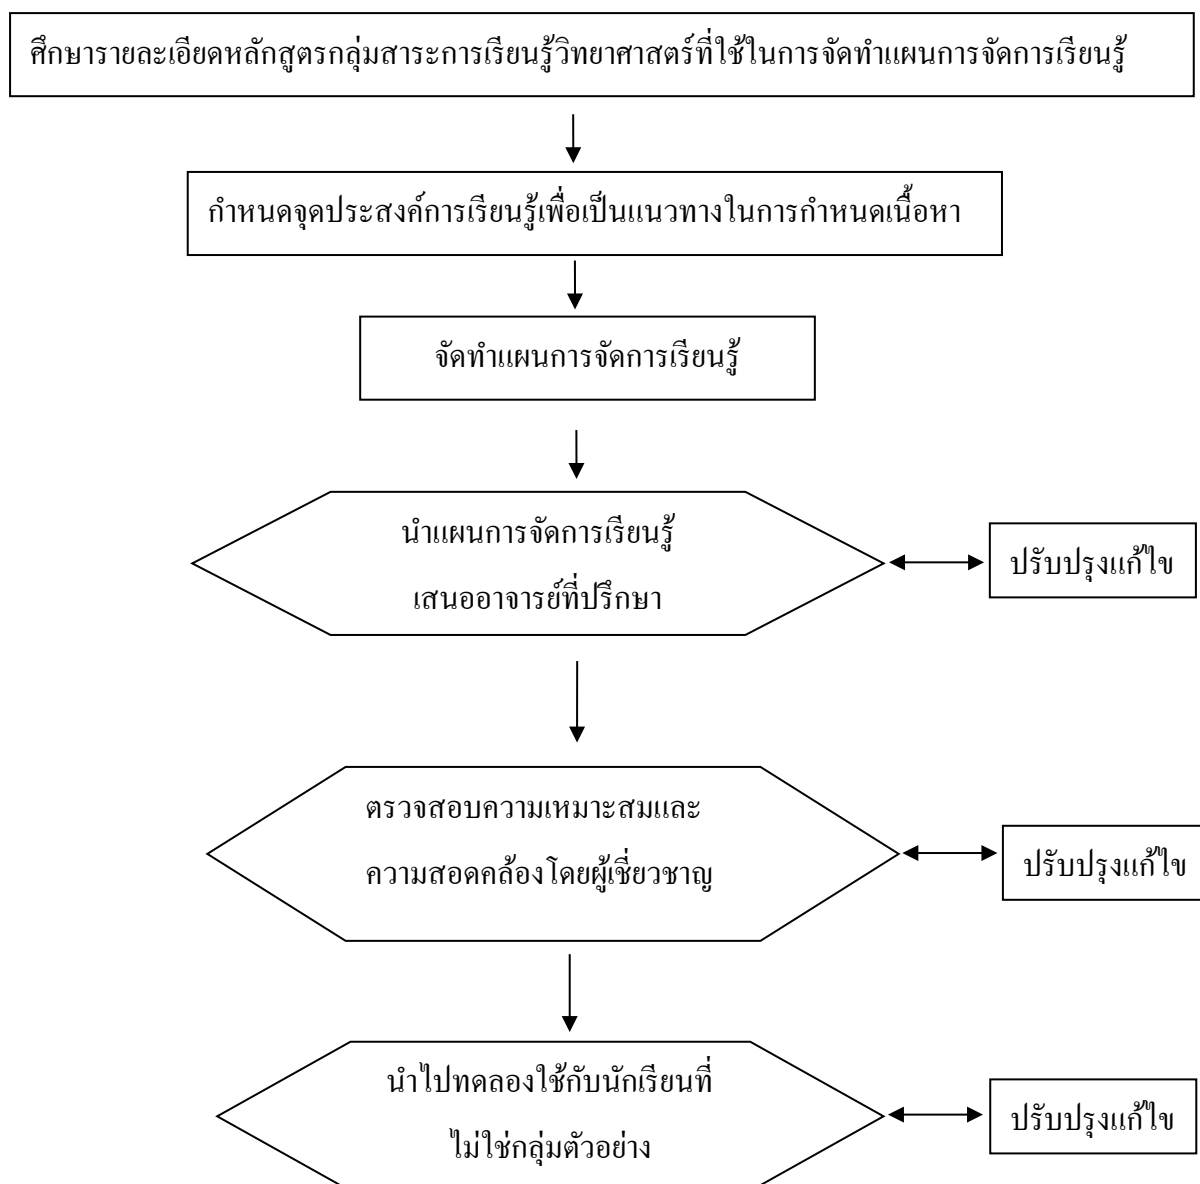 ศึกษารายละเอียดหลักสูตรกลุ่มสาระการเรียนรู้วิทยาศาสตร์ที่ใช้ในการจัดทำแผนการจัดการเรียนรู้
กำหนดจุดประสงค์การเรียนรู้เพื่อเป็นแนวทางในการกำหนดเนื้อหา
จัดทำแผนการจัดการเรียนรู้
นำแผนการจัดการเรียนรู้
เสนออาจารย์ที่ปรึกษา
ปรับปรุงแก้ไข
ตรวจสอบความเหมาะสมและ
ความสอดคล้องโดยผู้เชี่ยวชาญ
ปรับปรุงแก้ไข
นำไปทดลองใช้กับนักเรียนที่
ไม่ใช่กลุ่มตัวอย่าง
ปรับปรุงแก้ไข